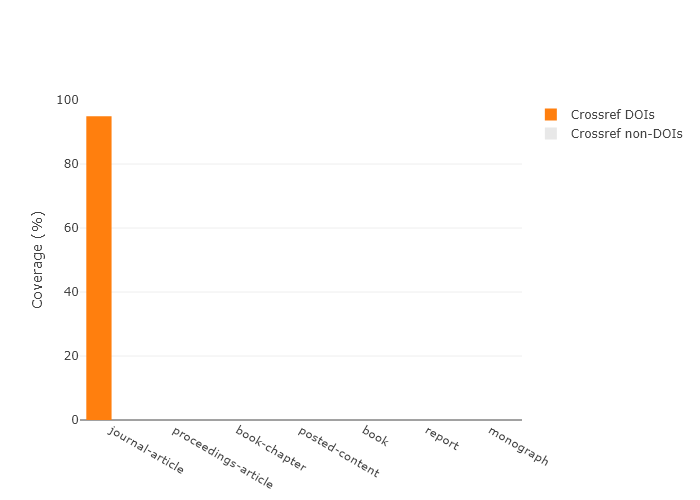 100
80
60
40
20
0
Coverage (%)
journal-article
proceedings-article
book-chapter
posted-content
book
report
monograph
Crossref DOIs
Crossref non-DOIs